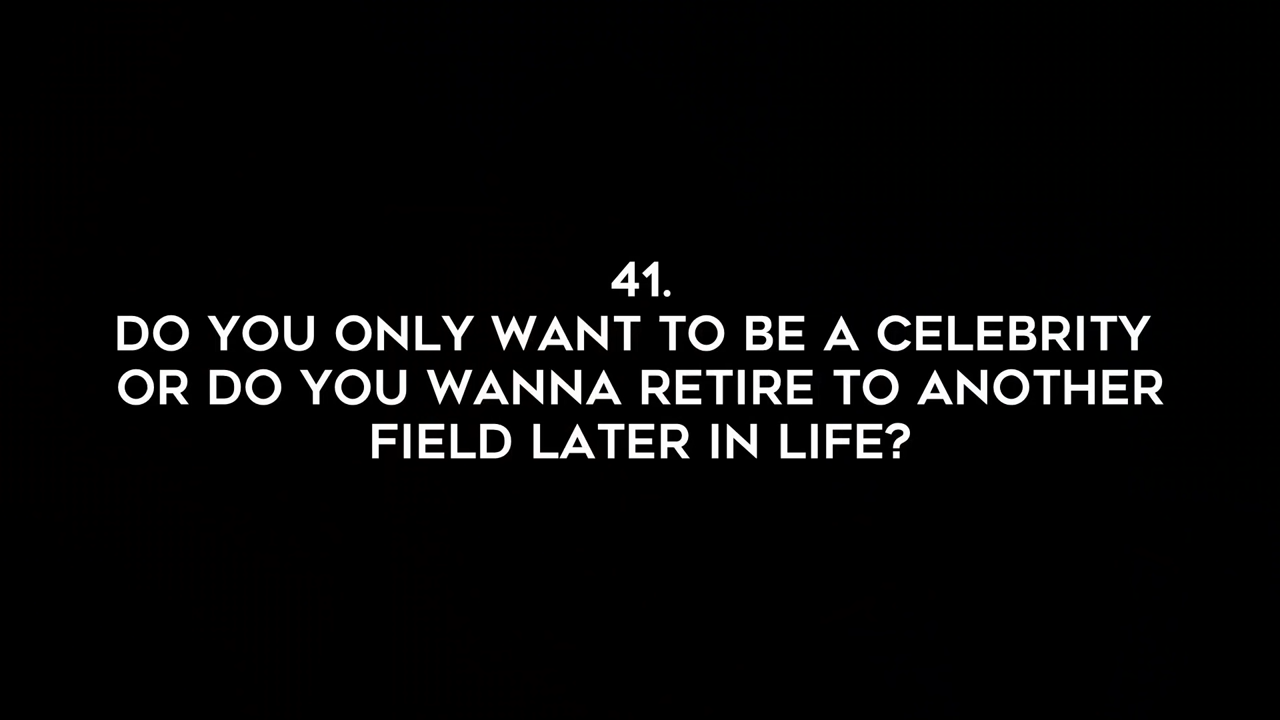 41.
DO YOU ONLY WANT TO BE A CELEBRITY
OR DO YOU WANNA RETIRE TO ANOTHER
FIELD LATER IN LIFE?